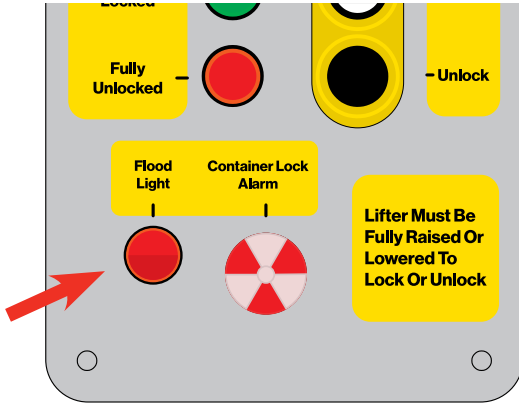 Locked
Fully
Unlocked
Unlock
Flood
Light
Container Lock
Alarm
Lifter Must Be
Fully Raised Or
Lowered To
Lock Or Unlock